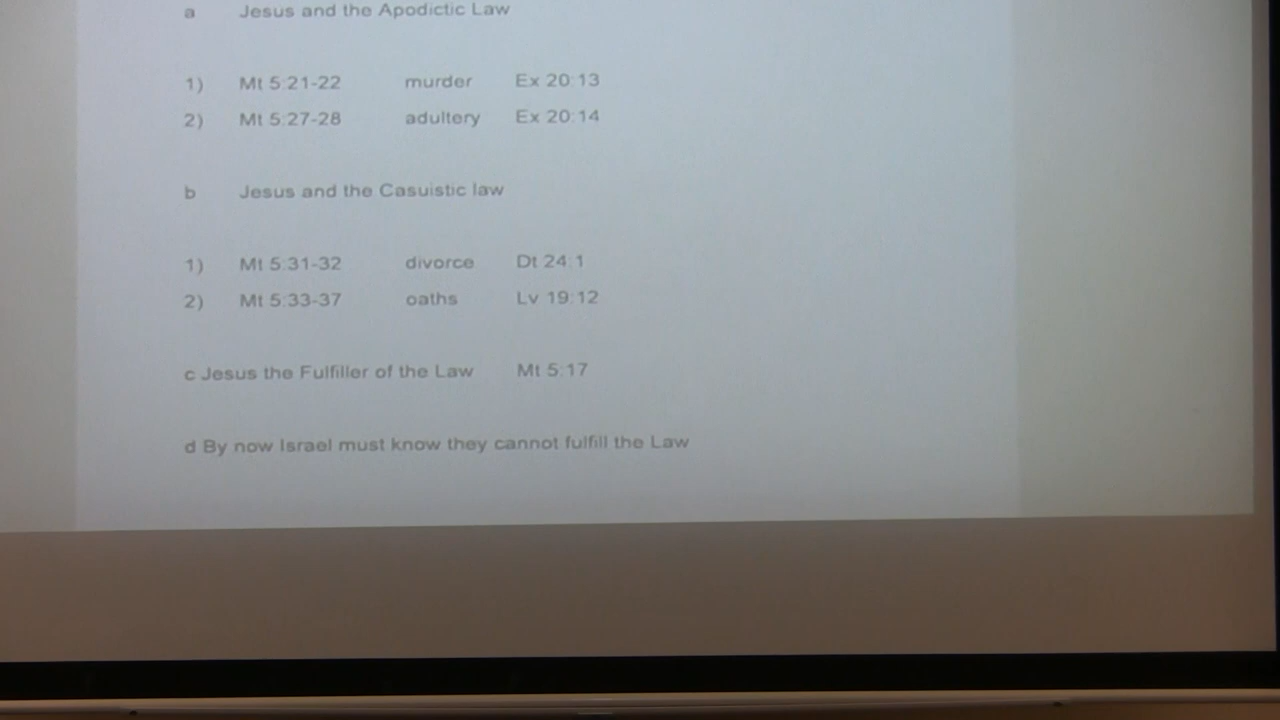 a Jesus and the Apodictic Law
1) Mt 5:21-22 murder Ex 20:13
2) Mt 5:27-28 adultery Ex 20:14
b Jesus and the Casuistic law
1) Mt 5:31-32 divorce Dt 24:1
2) Mt 5:33-37 oaths Lv 19:12
c Jesus the Fulfiller of the Law Mt 5:17
d By now Israel must know they cannot fulfill the Law